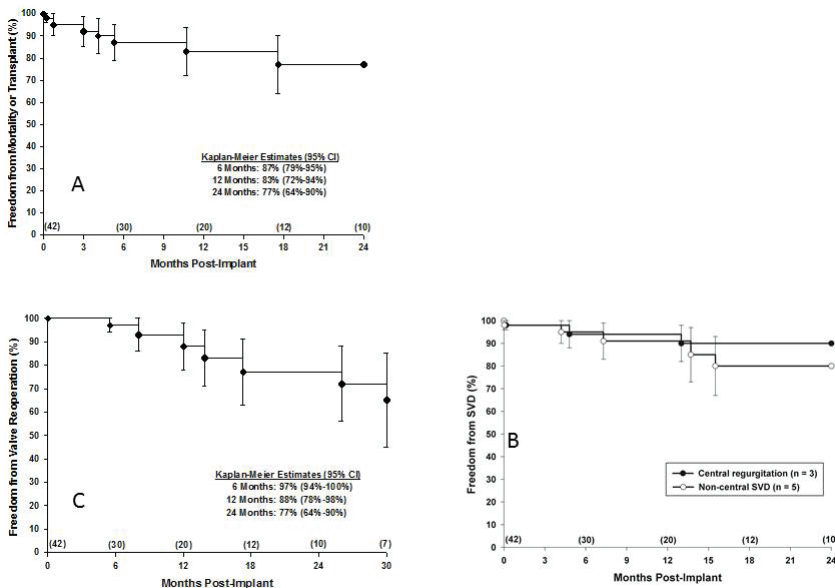 Freedom from Mortality or Transplant (%)
100
90
80
70
60
50
40
30
20
10
0
A
Kaplan-Meier Estimates (95% CI)
6 Months: 87% (79%-95%)
12 Months: 83% (72%-94%)
24 Months: 77% (64%-90%)
(42) (30) (20) (12) (10)
0 3 6 9 12 15 18 21 24
Months Post-Implant
Freedom from Valve Reoperation (%)
100
90
80
70
60
50
40
30
20
10
0
C
Kaplan-Meier Estimates (95% CI)
6 Months: 97% (94%-100%)
12 Months: 88% (78%-98%)
24 Months: 77% (64%-90%)
(42) (30) (20) (12) (10) (7)
0 6 12 18 24 30
Months Post-Implant
Freedom from SVD (%)
100
90
80
70
60
50
40
30
20
10
0
B
Central regurgitation (n = 3)
Non-central SVD (n = 5)
(42) (30) (20) (12) (10
0 3 6 9 12 15 18 21 24
Months Post-Implant